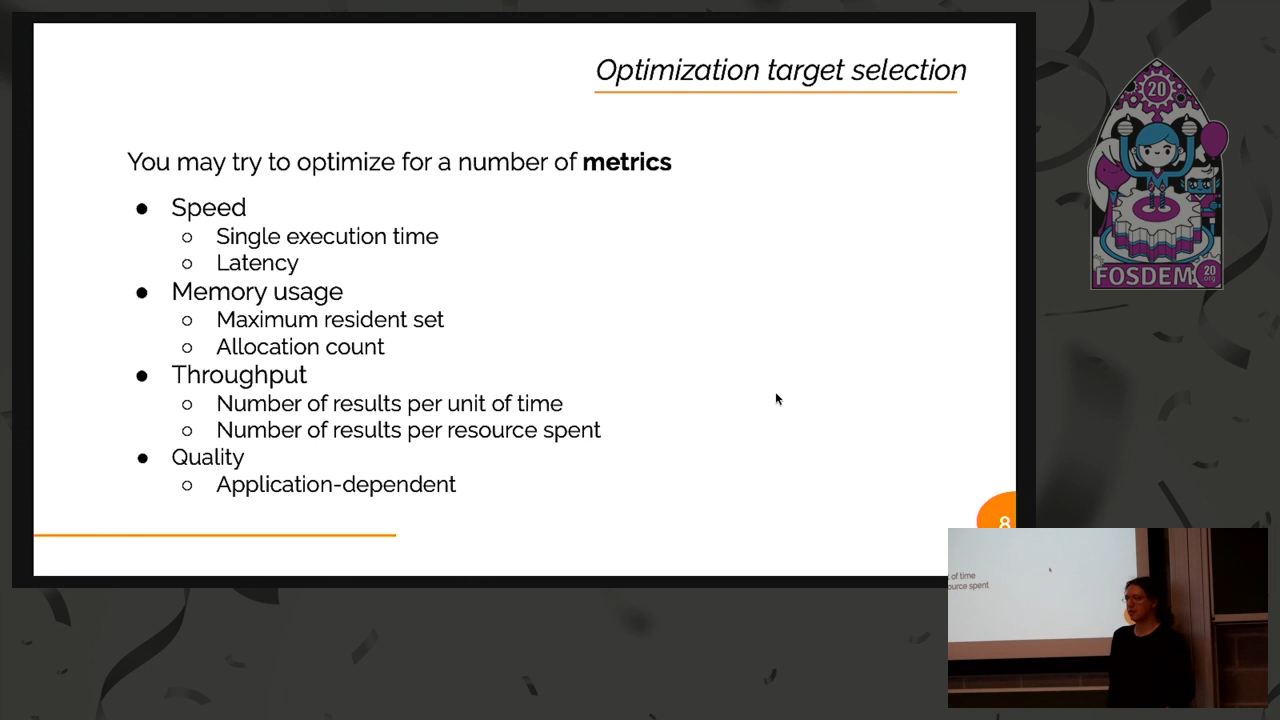 Optimization target selection
You may try to optimize for a number of metrics
● Speed
○ Single execution time
○ Latency
● Memory usage
○ Maximum resident set
○ Allocation count
● Throughput
○ Number of results per unit of time
○ Number of results per resource spent
● Quality
○ Application-dependent
8
20
FOSDEM
20
org
of time
ource spent